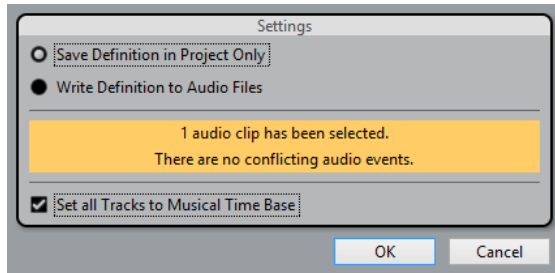 Settings
Save Definition in Project Only
Write Definition to Audio Files
1 audio clip has been selected.
There are no conflicting audio events.
Set all Tracks to Musical Time Base
OK
Cancel